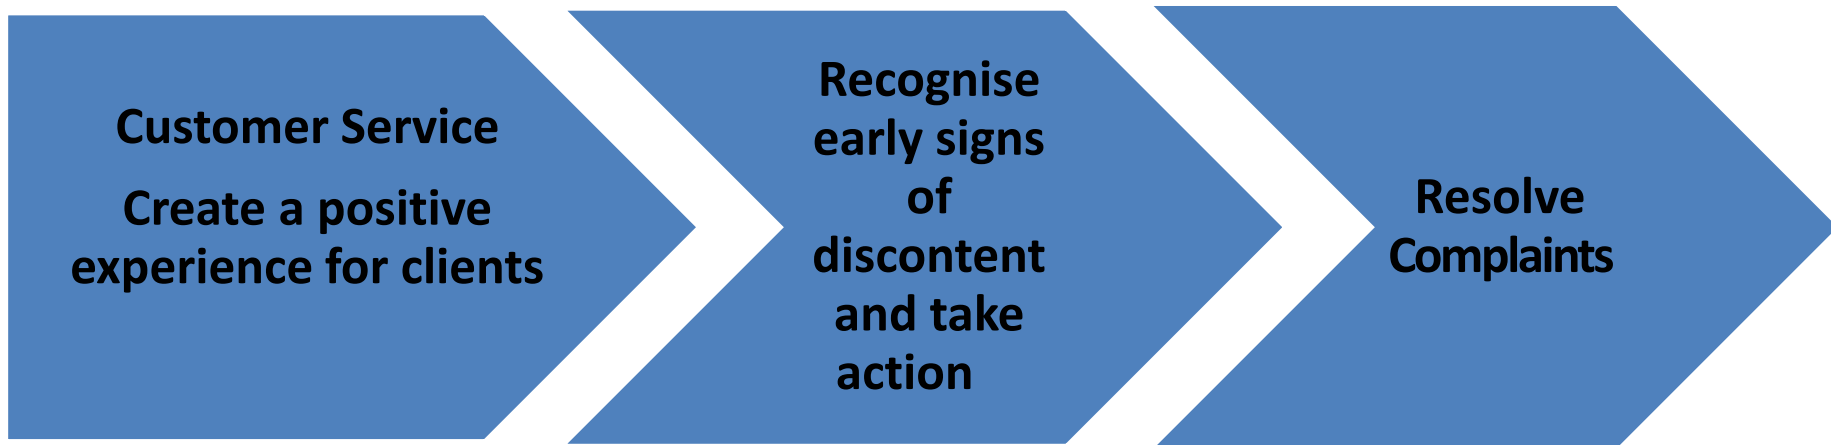 Customer Service
Create a positive
experience for clients
Recognise
early signs
of
discontent
and take
action
Resolve
Complaints